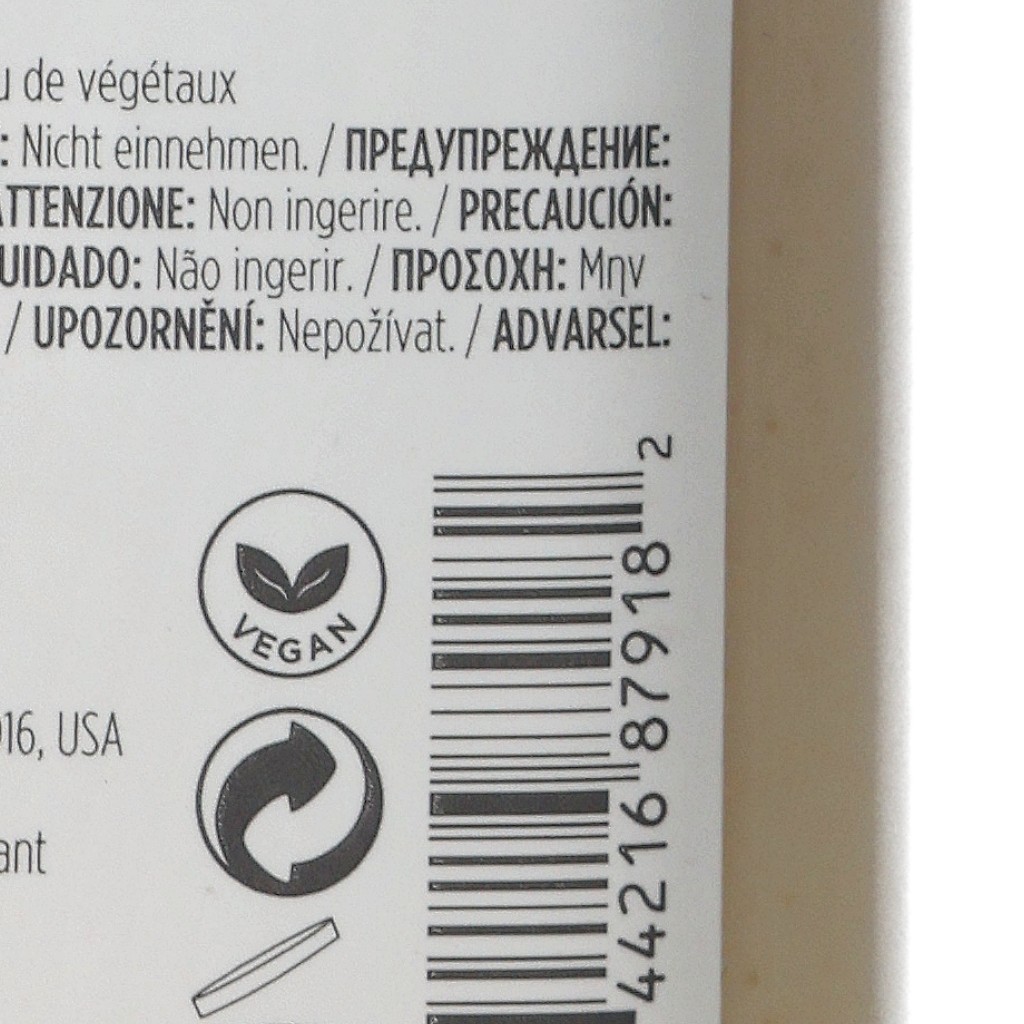 de végétaux
: Nicht einnehmen. / ПРЕДУПРЕЖДЕНИЕ:
ATTENZIONE: Non ingerire. / PRECAUCIÓN:
UIDADO: Não ingerir. / ΠΡΟΣΟΧΗ: Μην
/ UPOZORNĚNÍ: Nepožívat. / ADVARSEL:
VEGAN
16, USA
ant
44216 87918 2